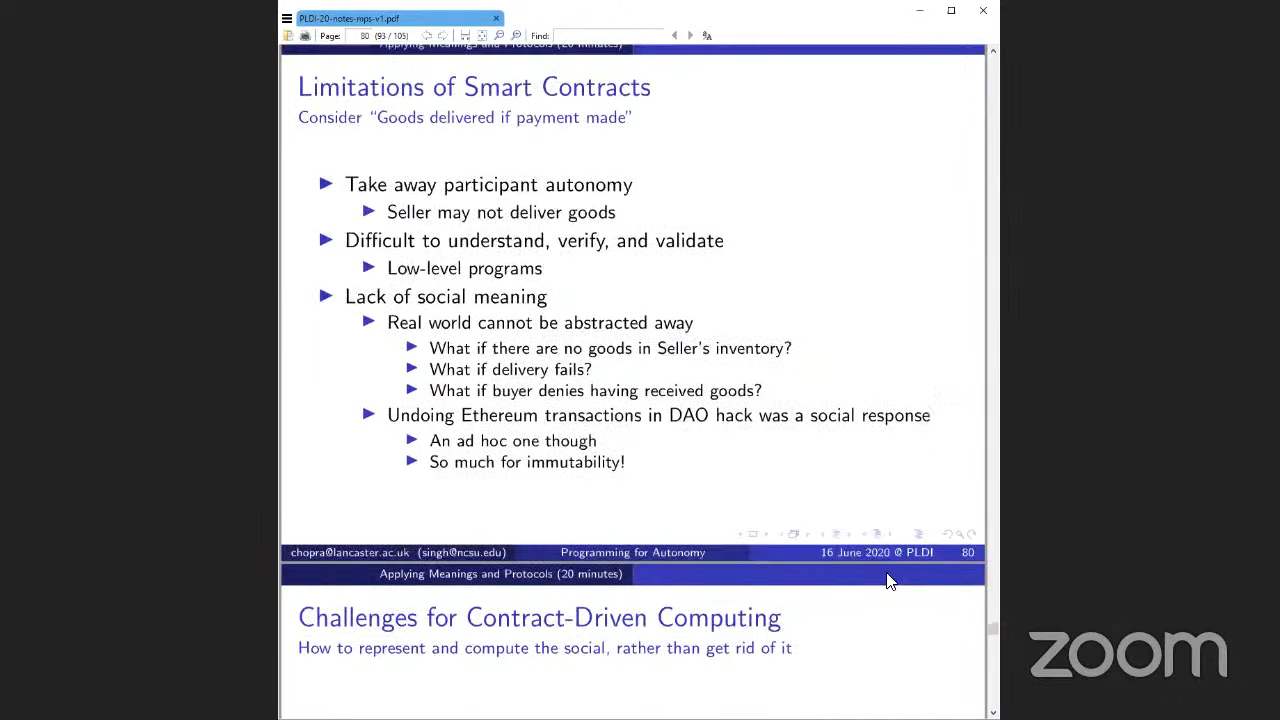 PLDI-20-notes-mps-v1.pdf
Page: 80 (93 / 105) Find:
Applying Meanings and Protocols (20 minutes)
Limitations of Smart Contracts
Consider “Goods delivered if payment made”
Take away participant autonomy
Seller may not deliver goods
Difficult to understand, verify, and validate
Low-level programs
Lack of social meaning
Real world cannot be abstracted away
What if there are no goods in Seller's inventory?
What if delivery fails?
What if buyer denies having received goods?
Undoing Ethereum transactions in DAO hack was a social response
An ad hoc one though
So much for immutability!
chopra@lancaster.ac.uk (singh@ncsu.edu) Programming for Autonomy 16 June 2020 @ PLDI 80
Applying Meanings and Protocols (20 minutes)
Challenges for Contract-Driven Computing
How to represent and compute the social, rather than get rid of it
zoom